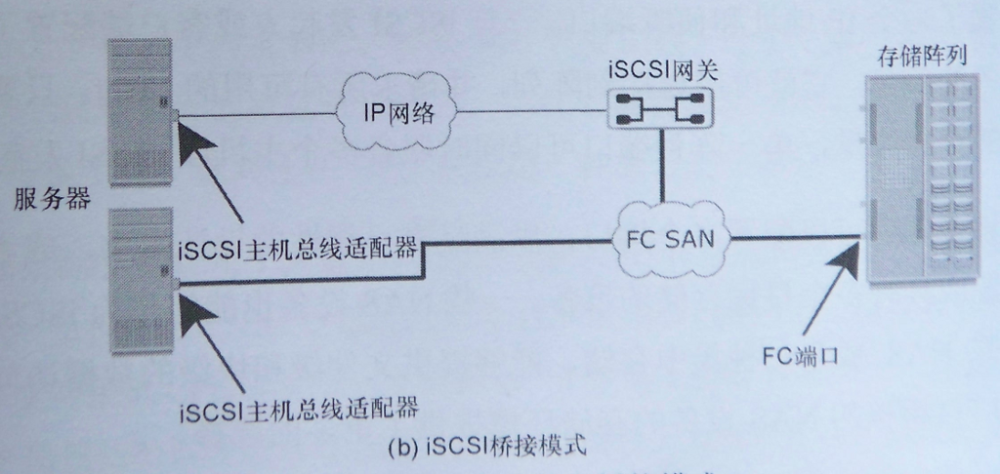 存储阵列
iSCSI网关
IP网络
服务器
iSCSI主机总线适配器
FC SAN
FC端口
iSCSI主机总线适配器
(b) iSCSI桥接模式